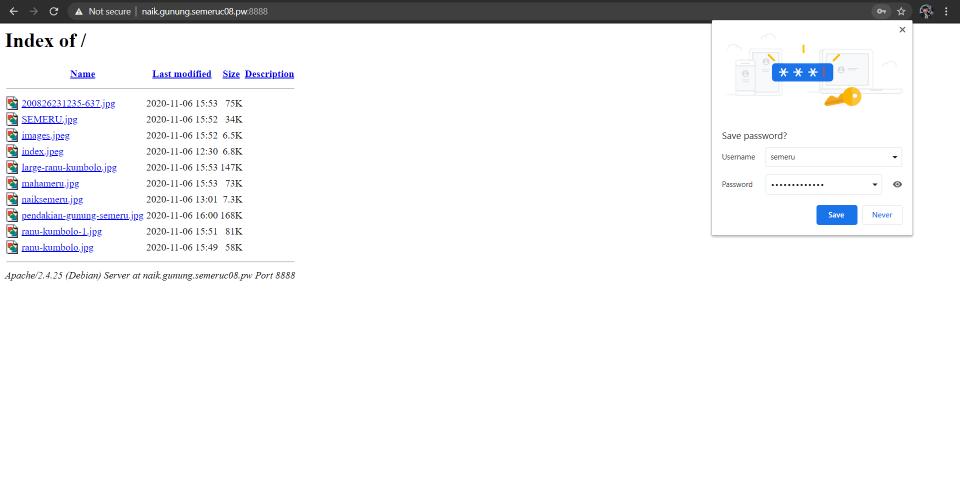 Not secure | naik.gunung.semeruc08.pw:8888
Index of /
Name Last modified Size Description
200826231235-637.jpg 2020-11-06 15:53 75K
SEMERU.jpg 2020-11-06 15:52 34K
images.jpeg 2020-11-06 15:52 6.5K
index.jpeg 2020-11-06 12:30 6.8K
large-ranu-kumbolo.jpg 2020-11-06 15:53 147K
mahameru.jpg 2020-11-06 15:53 73K
naiksemeru.jpg 2020-11-06 13:01 7.3K
pendakian-gunung-semeru.jpg 2020-11-06 16:00 168K
ranu-kumbolo-1.jpg 2020-11-06 15:51 81K
ranu-kumbolo.jpg 2020-11-06 15:49 58K
Apache/2.4.25 (Debian) Server at naik.gunung.semeruc08.pw Port 8888
Save password?
Username semeru
Password •••••••••••••
Save Never